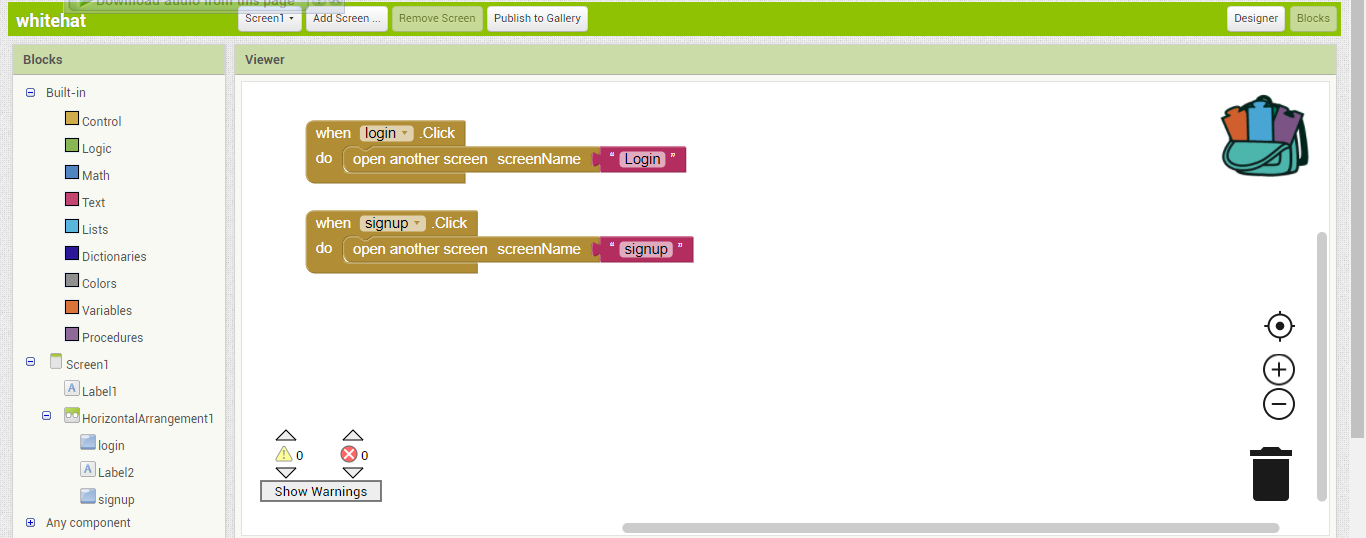 Download audio from this page
whitehat
Screen1
Add Screen ...
Remove Screen
Publish to Gallery
Designer
Blocks
Blocks
Built-in
Control
Logic
Math
Text
Lists
Dictionaries
Colors
Variables
Procedures
Screen1
Label1
HorizontalArrangement1
login
Label2
signup
Any component
Viewer
when login .Click
do open another screen screenName “ Login ”
when signup .Click
do open another screen screenName “ signup ”
0 0
Show Warnings